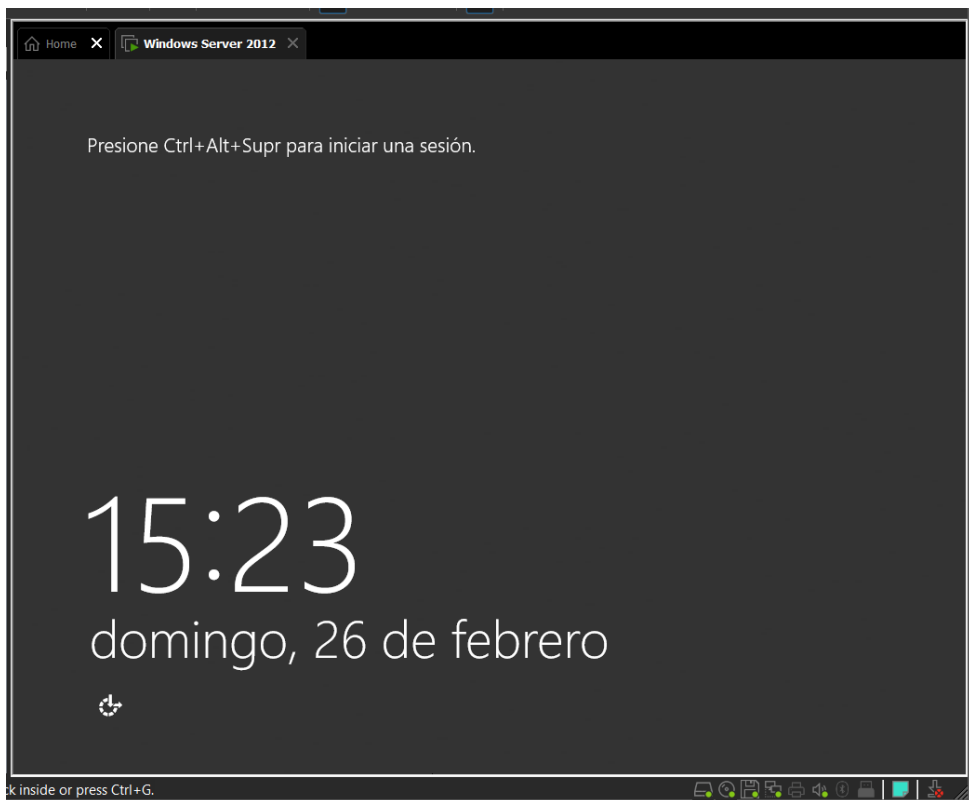 Home
Windows Server 2012
Presione Ctrl+Alt+Supr para iniciar una sesión.
15:23
domingo, 26 de febrero
inside or press Ctrl+G.